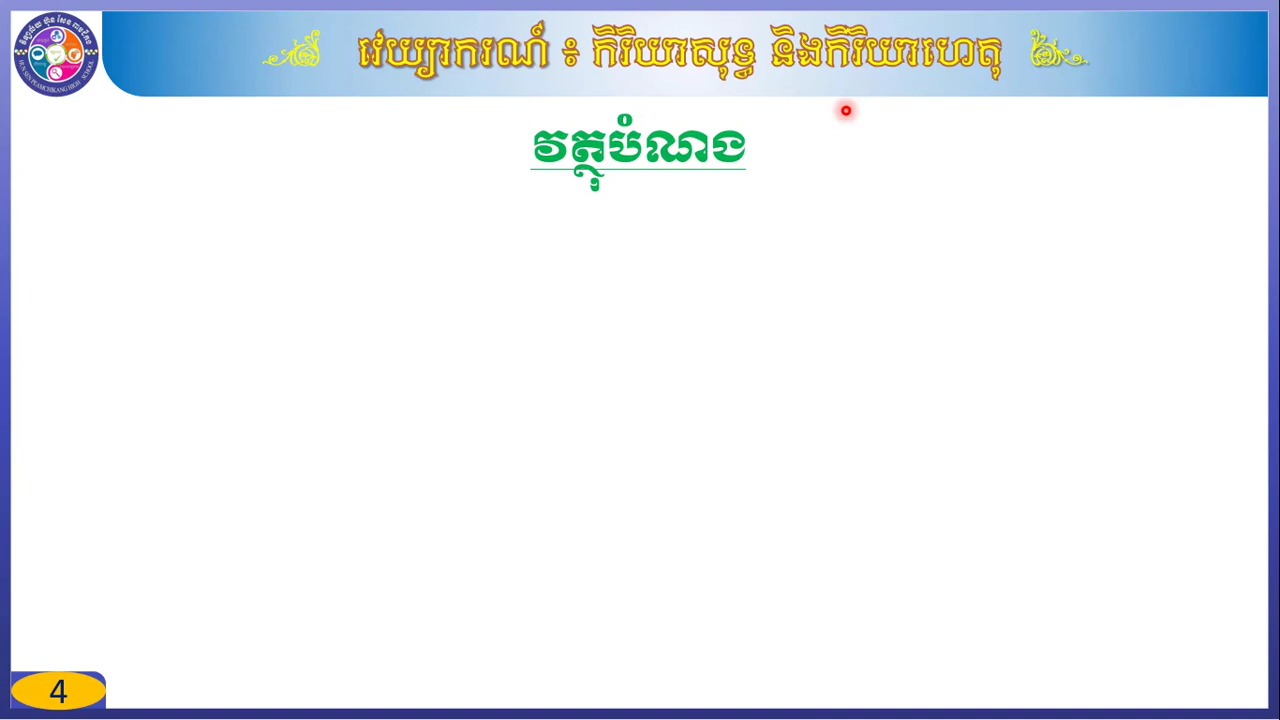 វេយ្យាករណ៍ ៖ កិរិយាសុទ្ធ និងកិរិយាហេតុ
វត្ថុបំណង
4